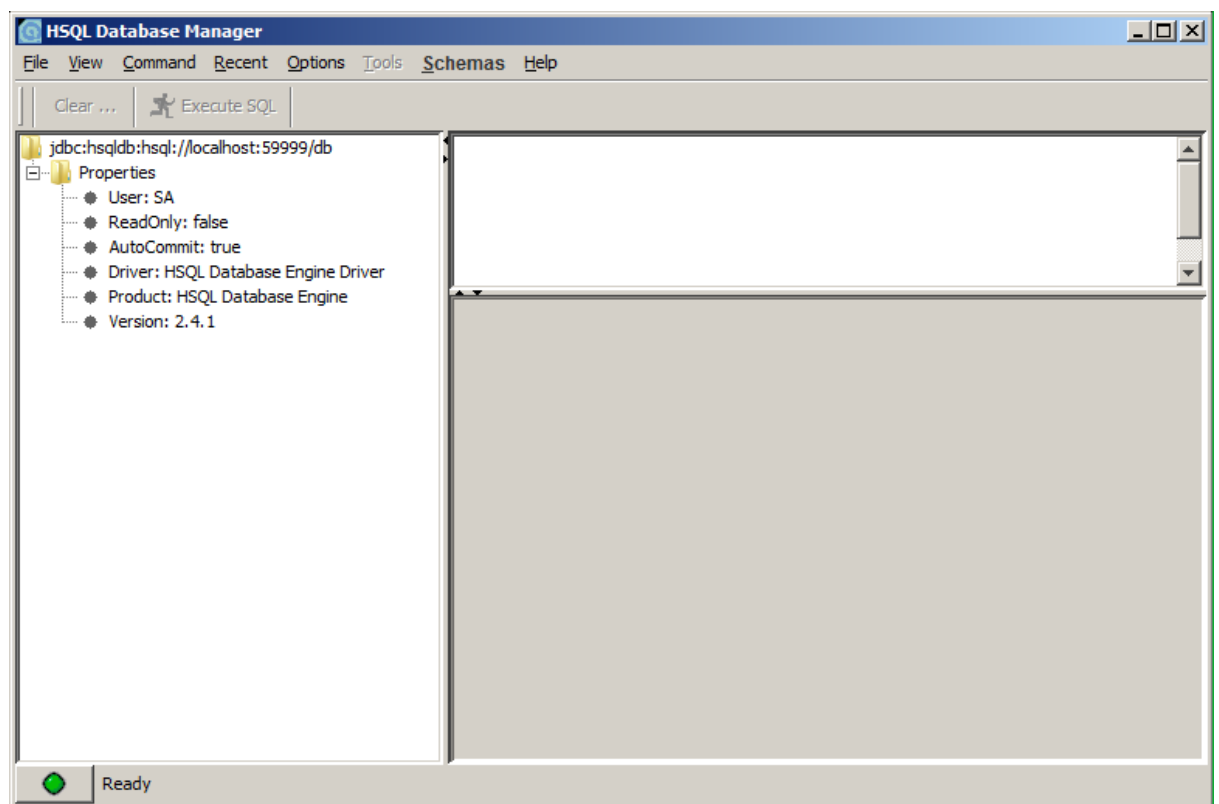 HSQL Database Manager
File View Command Recent Options Tools Schemas Help
Clear ... Execute SQL
jdbc:hsqldb:hsql://localhost:59999/db
Properties
User: SA
ReadOnly: false
AutoCommit: true
Driver: HSQL Database Engine Driver
Product: HSQL Database Engine
Version: 2.4.1
Ready